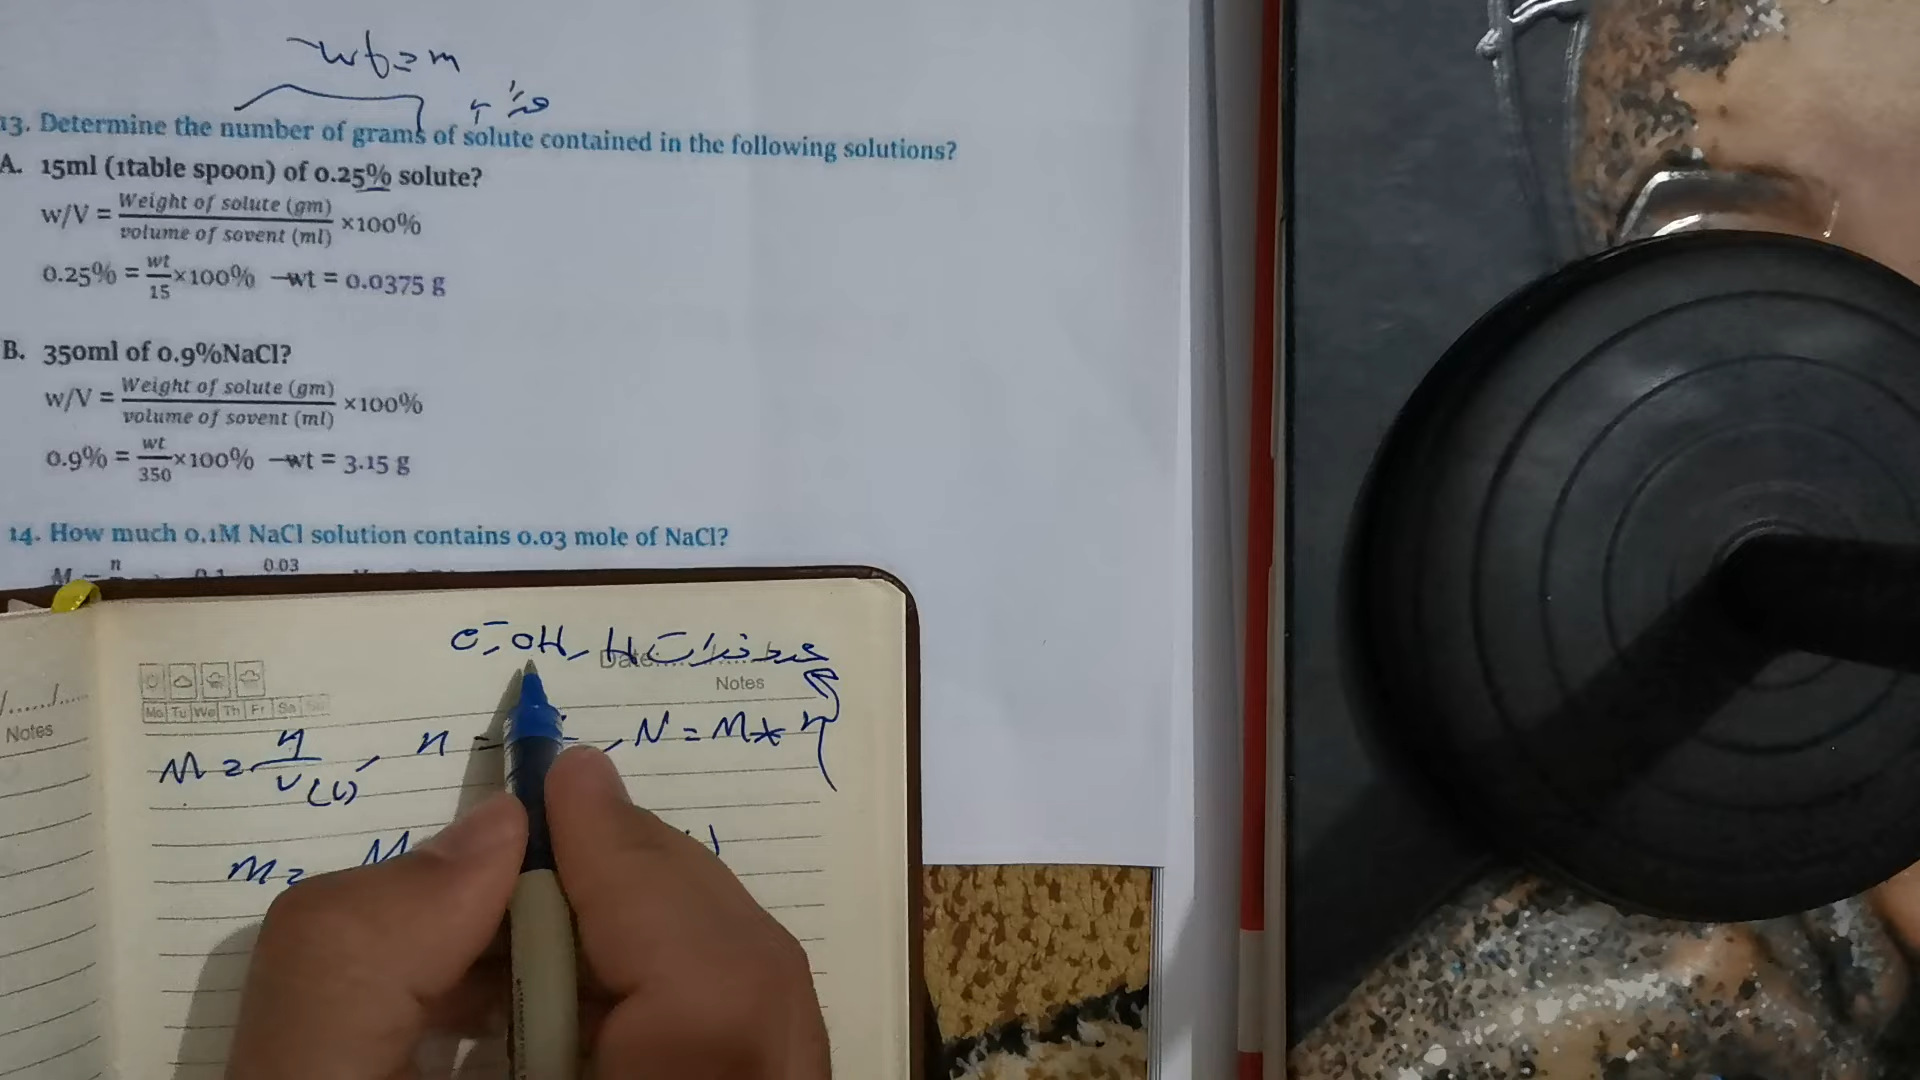 wt = m
13. Determine the number of grams of solute contained in the following solutions?
A. 15ml (1table spoon) of 0.25% solute?
w/V = Weight of solute (gm) / volume of sovent (ml) ×100%
0.25% = wt/15 ×100% →wt = 0.0375 g
B. 350ml of 0.9%NaCl?
w/V = Weight of solute (gm) / volume of sovent (ml) ×100%
0.9% = wt/350 ×100% →wt = 3.15 g
14. How much 0.1M NaCl solution contains 0.03 mole of NaCl?
0.03
عدد ذرات H, OH, e-
Date:
Notes
Mo Tu We Th Fr Sa Su
Notes
M = n / v(L), n = , N = M * η
m = M